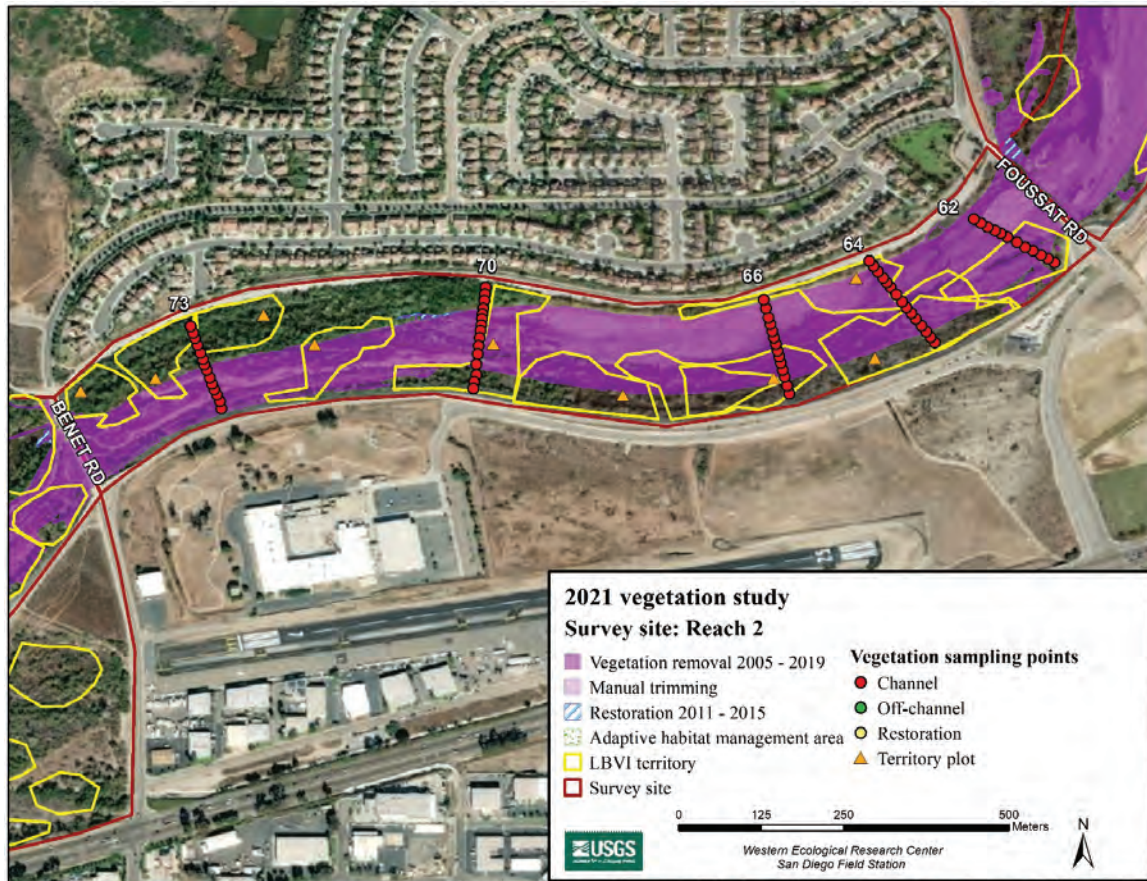 FOUSSAT RD
62
64
66
70
73
BENET RD
2021 vegetation study
Survey site: Reach 2
Vegetation removal 2005 - 2019
Manual trimming
Restoration 2011 - 2015
Adaptive habitat management area
LBVI territory
Survey site
Vegetation sampling points
Channel
Off-channel
Restoration
Territory plot
0 125 250 500
Meters
USGS
Western Ecological Research Center
San Diego Field Station
N